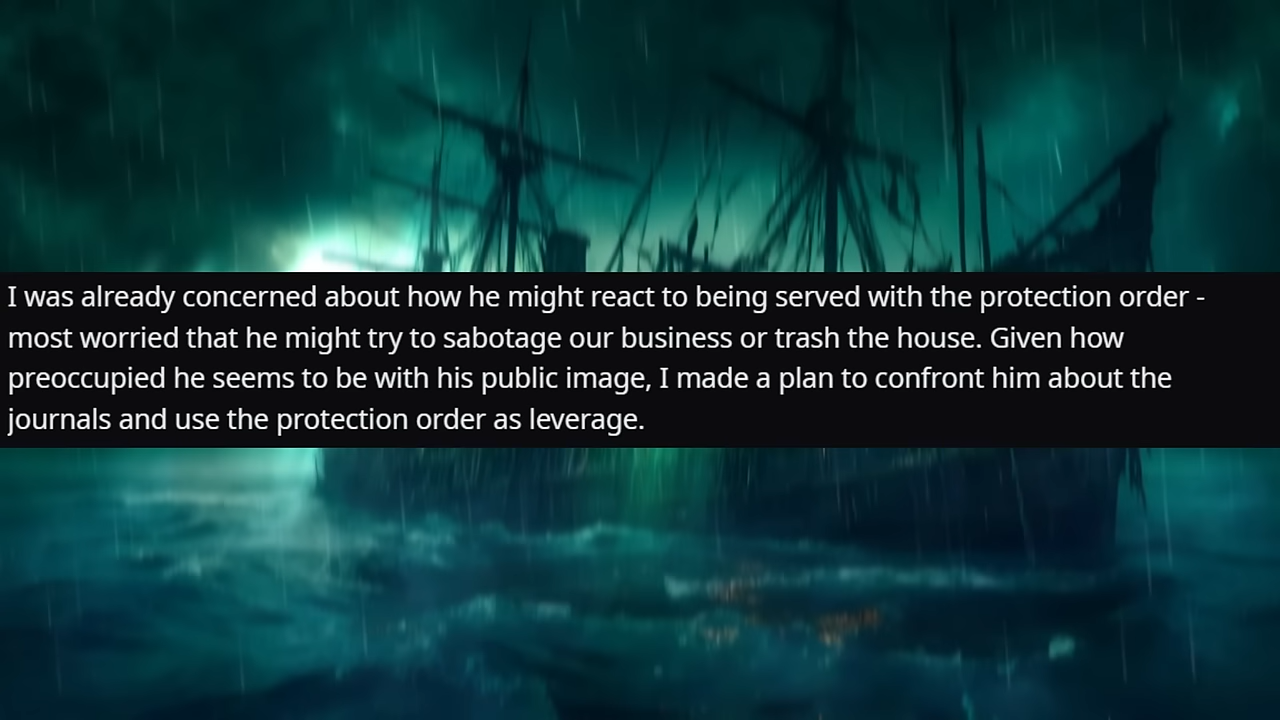 I was already concerned about how he might react to being served with the protection order -
most worried that he might try to sabotage our business or trash the house. Given how
preoccupied he seems to be with his public image, I made a plan to confront him about the
journals and use the protection order as leverage.